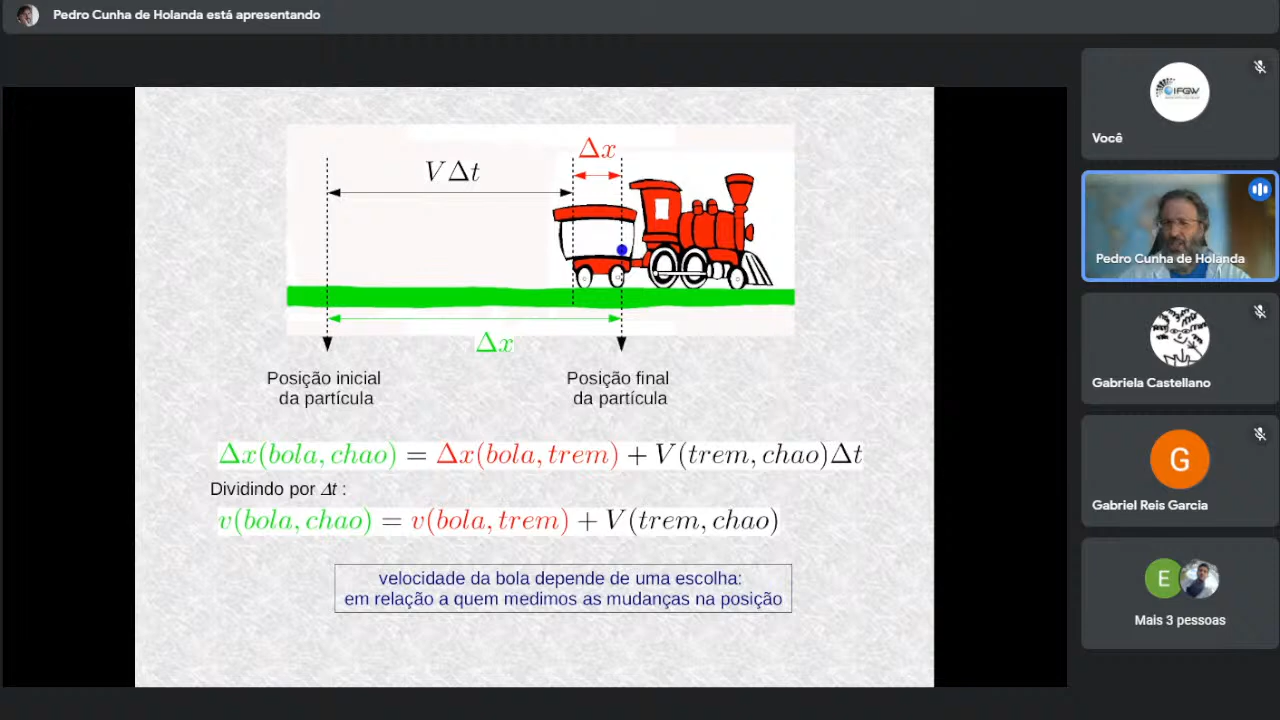 Pedro Cunha de Holanda está apresentando
Δx
V Δt
Δx
Posição inicial
da partícula
Posição final
da partícula
Δx(bola, chao) = Δx(bola, trem) + V(trem, chao)Δt
Dividindo por Δt :
v(bola, chao) = v(bola, trem) + V(trem, chao)
velocidade da bola depende de uma escolha:
em relação a quem medimos as mudanças na posição
IFGW
Você
Pedro Cunha de Holanda
Gabriela Castellano
G
Gabriel Reis Garcia
E
Mais 3 pessoas